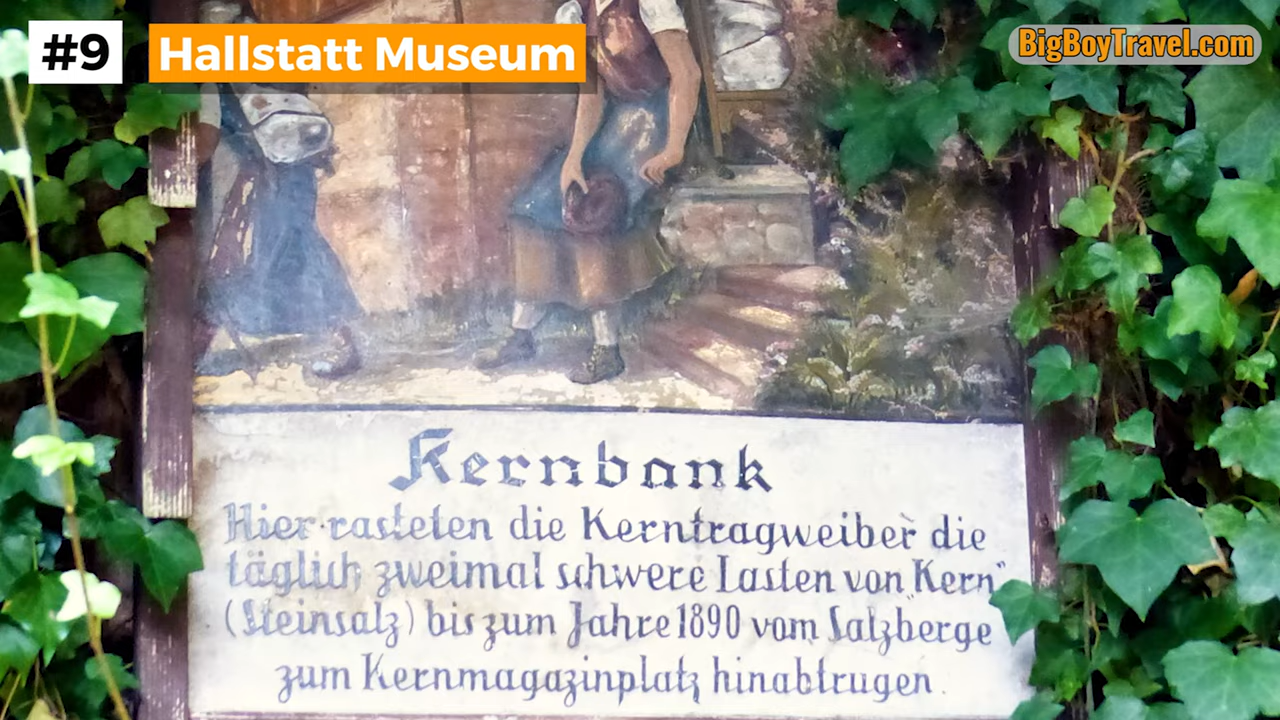 #9 Hallstatt Museum
BigBoyTravel.com
Kernbank
Hier rasteten die Kerntragweiber die
täglich zweimal schwere Lasten von „Kern“
(Steinsalz) bis zum Jahre 1890 vom Salzberge
zum Kernmagazinplatz hinabtrugen.